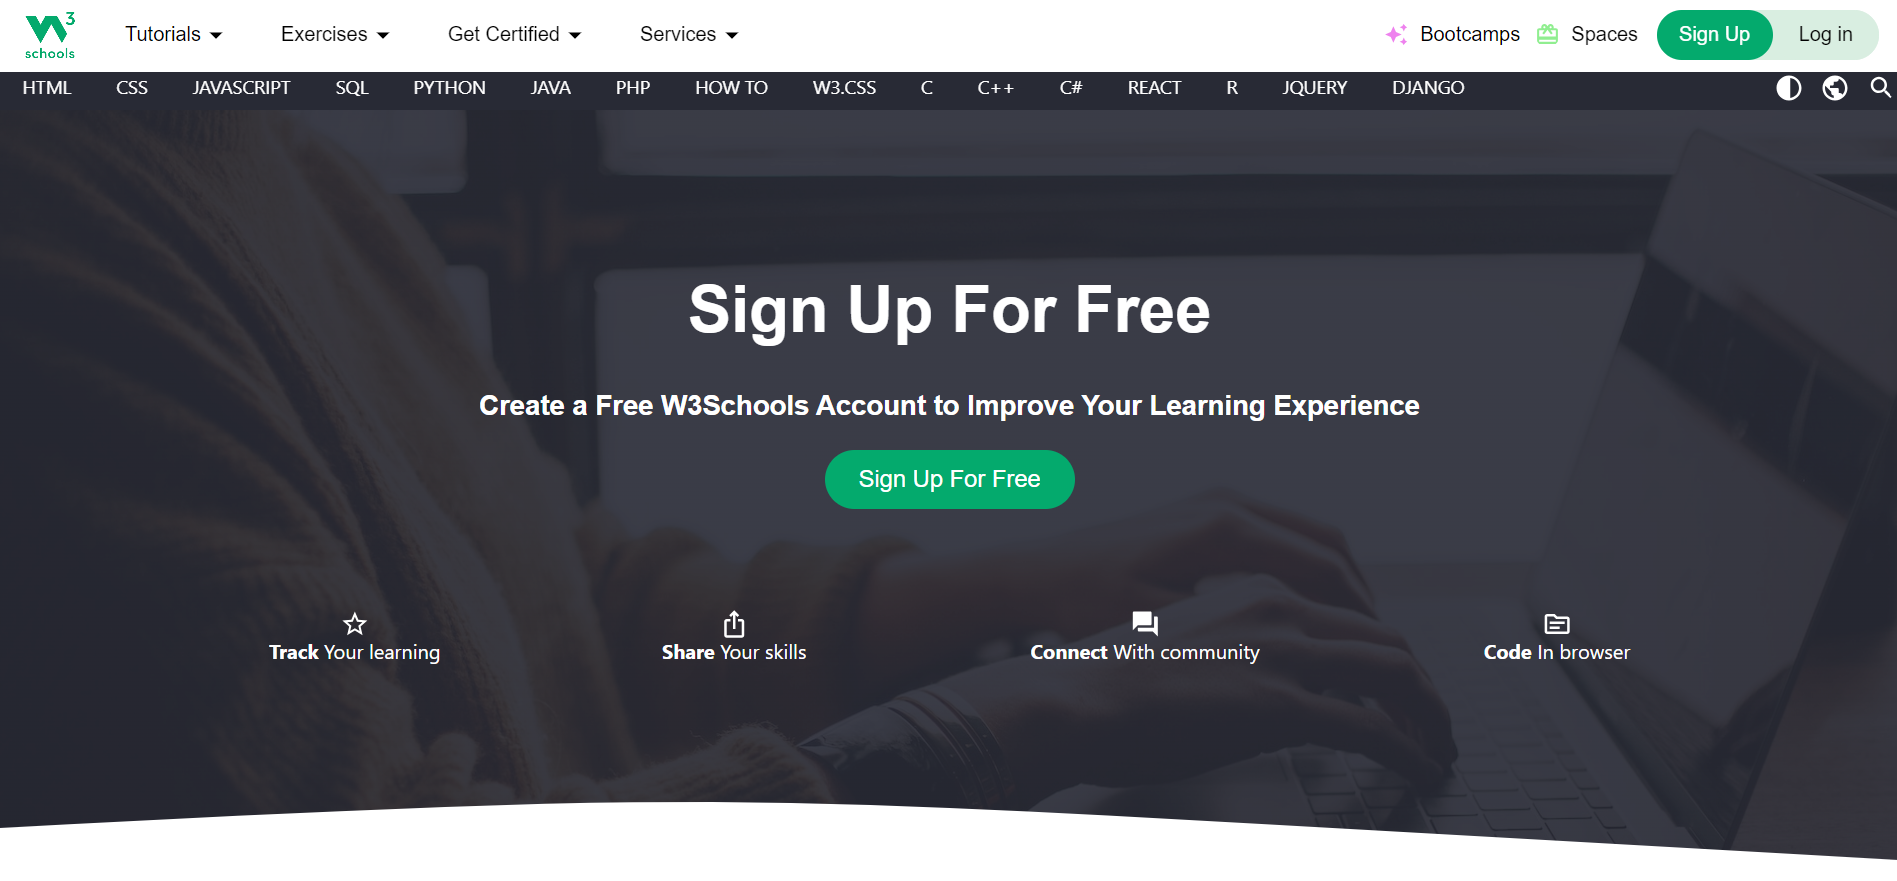 W3 schools
Tutorials Exercises Get Certified Services Bootcamps Spaces Sign Up Log in
HTML CSS JAVASCRIPT SQL PYTHON JAVA PHP HOW TO W3.CSS C C++ C# REACT R JQUERY DJANGO
Sign Up For Free
Create a Free W3Schools Account to Improve Your Learning Experience
Sign Up For Free
Track Your learning
Share Your skills
Connect With community
Code In browser